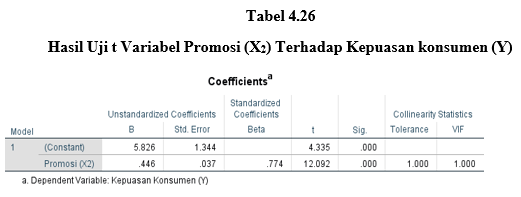 Tabel 4.26
Hasil Uji t Variabel Promosi (X₂) Terhadap Kepuasan konsumen (Y)
Coefficientsᵃ
Unstandardized Coefficients Standardized Coefficients Collinearity Statistics
Model B Std. Error Beta t Sig. Tolerance VIF
1 (Constant) 5.826 1.344 4.335 .000
Promosi (X2) .446 .037 .774 12.092 .000 1.000 1.000
a. Dependent Variable: Kepuasan Konsumen (Y)